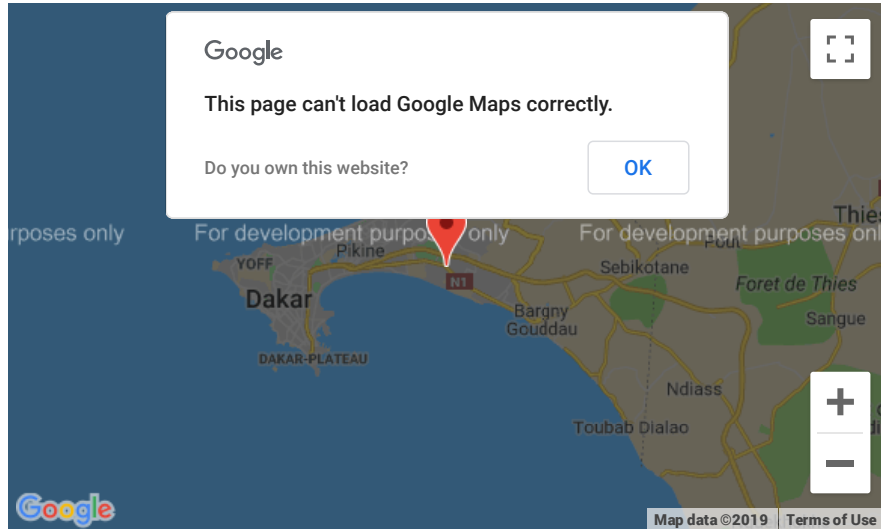 Google
This page can't load Google Maps correctly.
Do you own this website?
OK
rposes only
For development purpos
only
For development purposes onl
Thies
Pout
Pikine
YOFF
Sebikotane
N1
Foret de Thies
Dakar
Bargny
Gouddau
Sangue
DAKAR-PLATEAU
Ndiass
Toubab Dialao
Google
Map data ©2019
Terms of Use